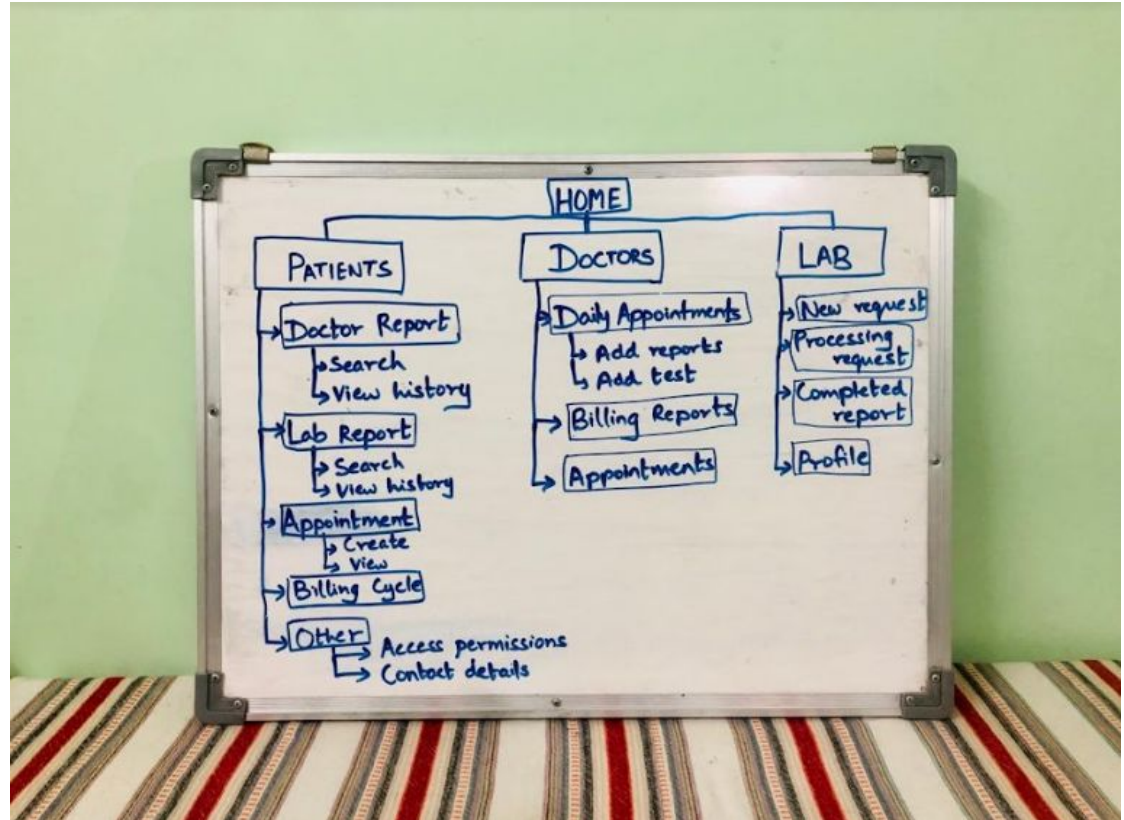 HOME
PATIENTS
Doctor Report
Search
View history
Lab Report
Search
View history
Appointment
Create
View
Billing Cycle
Other
Access permissions
Contact details
DOCTORS
Daily Appointments
Add reports
Add test
Billing Reports
Appointments
LAB
New request
Processing
request
Completed
report
Profile